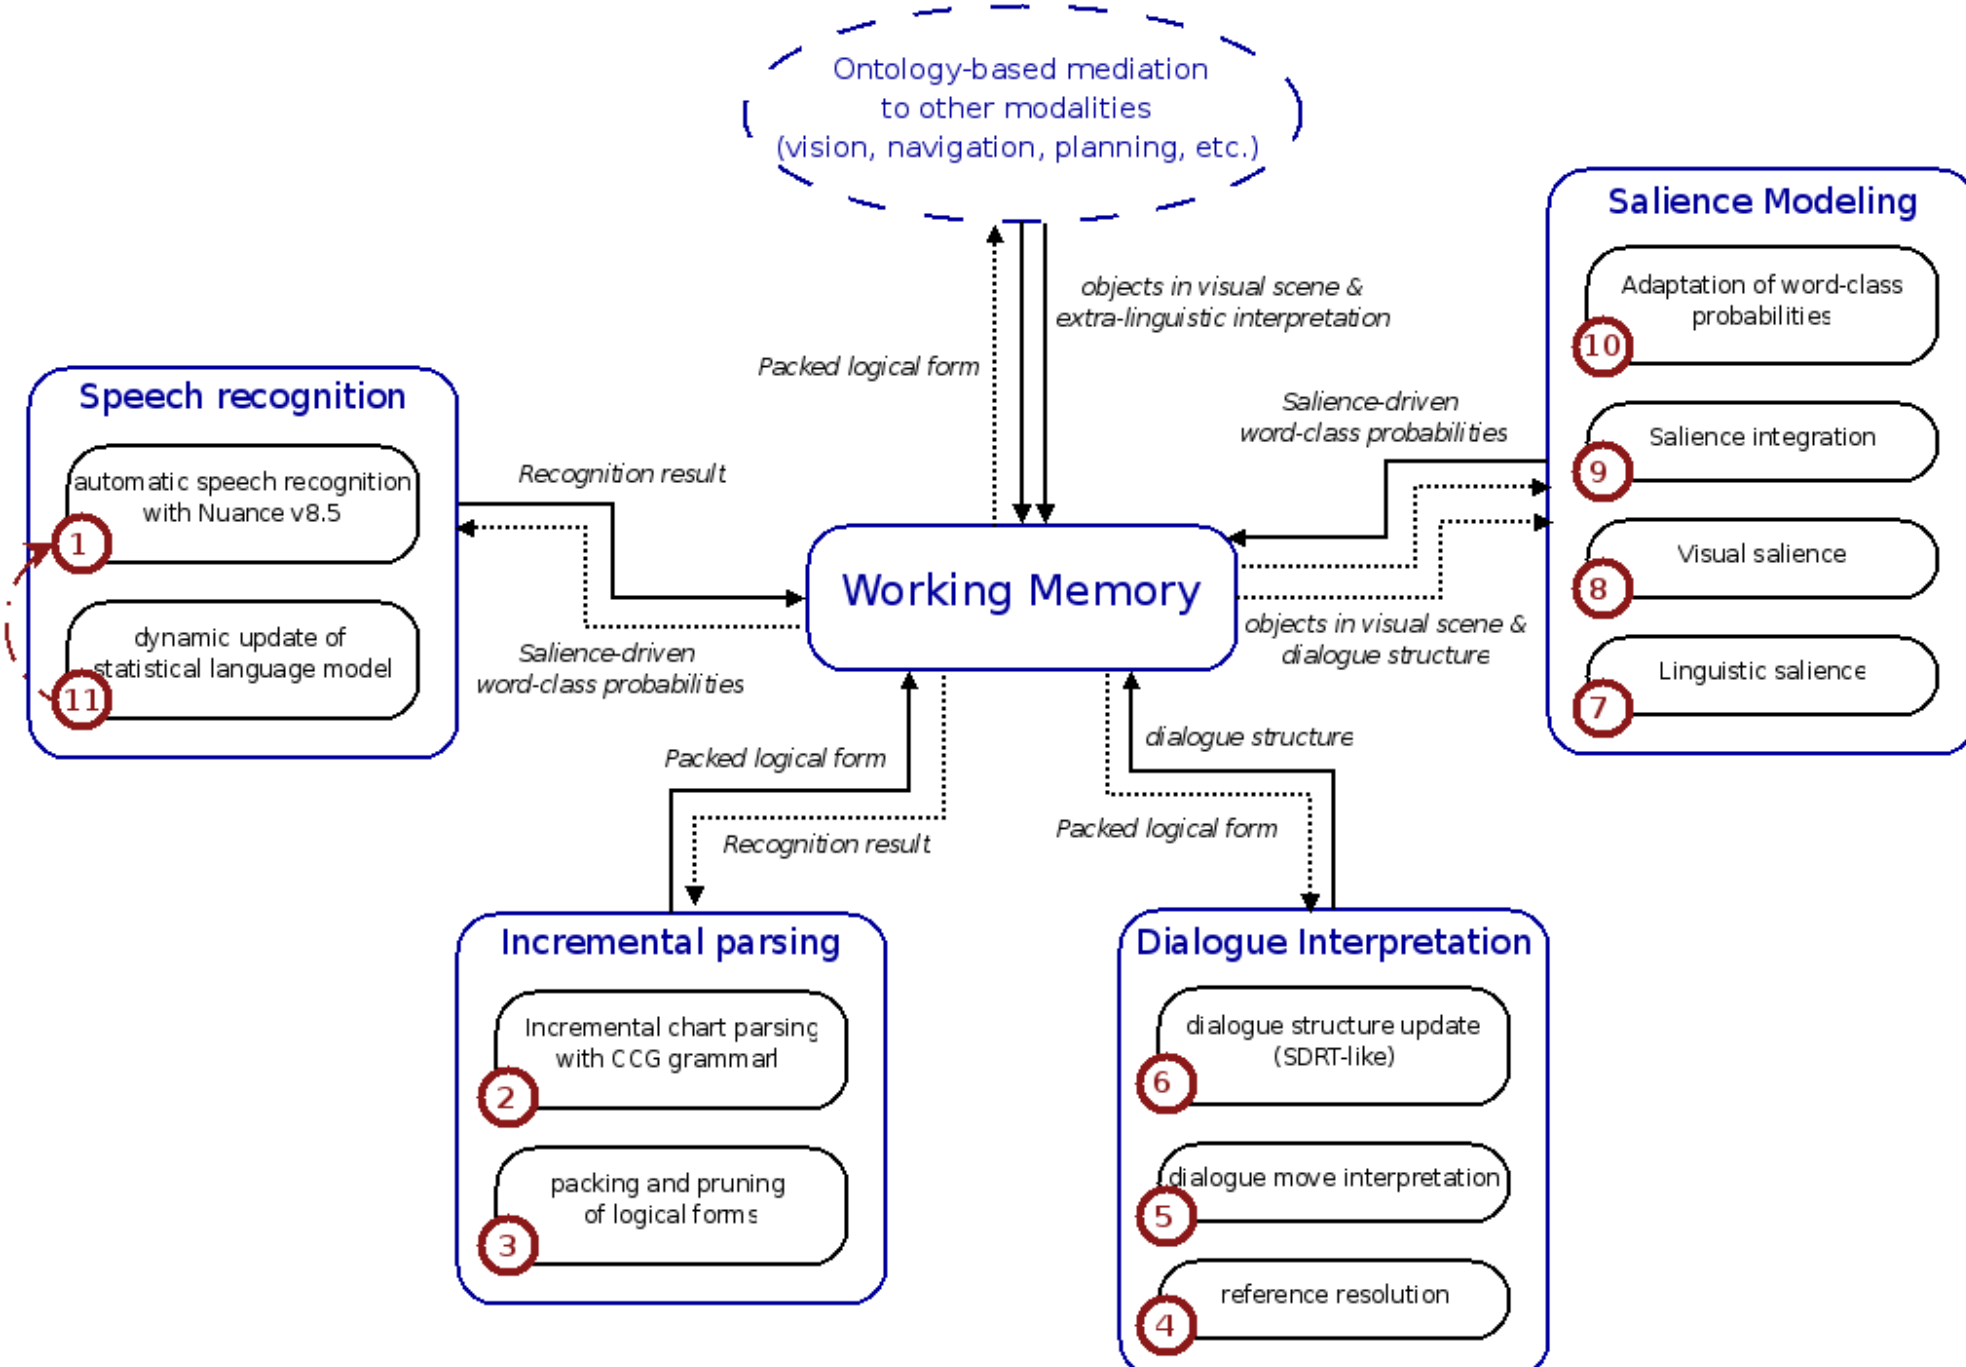 Ontology-based mediation
to other modalities
(vision, navigation, planning, etc.)
objects in visual scene &
extra-linguistic interpretation
Packed logical form
Salience Modeling
Adaptation of word-class
probabilities
10
Salience integration
9
Visual salience
8
Linguistic salience
7
Salience-driven
word-class probabilities
objects in visual scene &
dialogue structure
Speech recognition
automatic speech recognition
with Nuance v8.5
1
dynamic update of
statistical language model
11
Recognition result
Salience-driven
word-class probabilities
Working Memory
Packed logical form
Recognition result
dialogue structure
Packed logical form
Incremental parsing
Incremental chart parsing
with CCG grammarl
2
packing and pruning
of logical forms
3
Dialogue Interpretation
dialogue structure update
(SDRT-like)
6
dialogue move interpretation
5
reference resolution
4